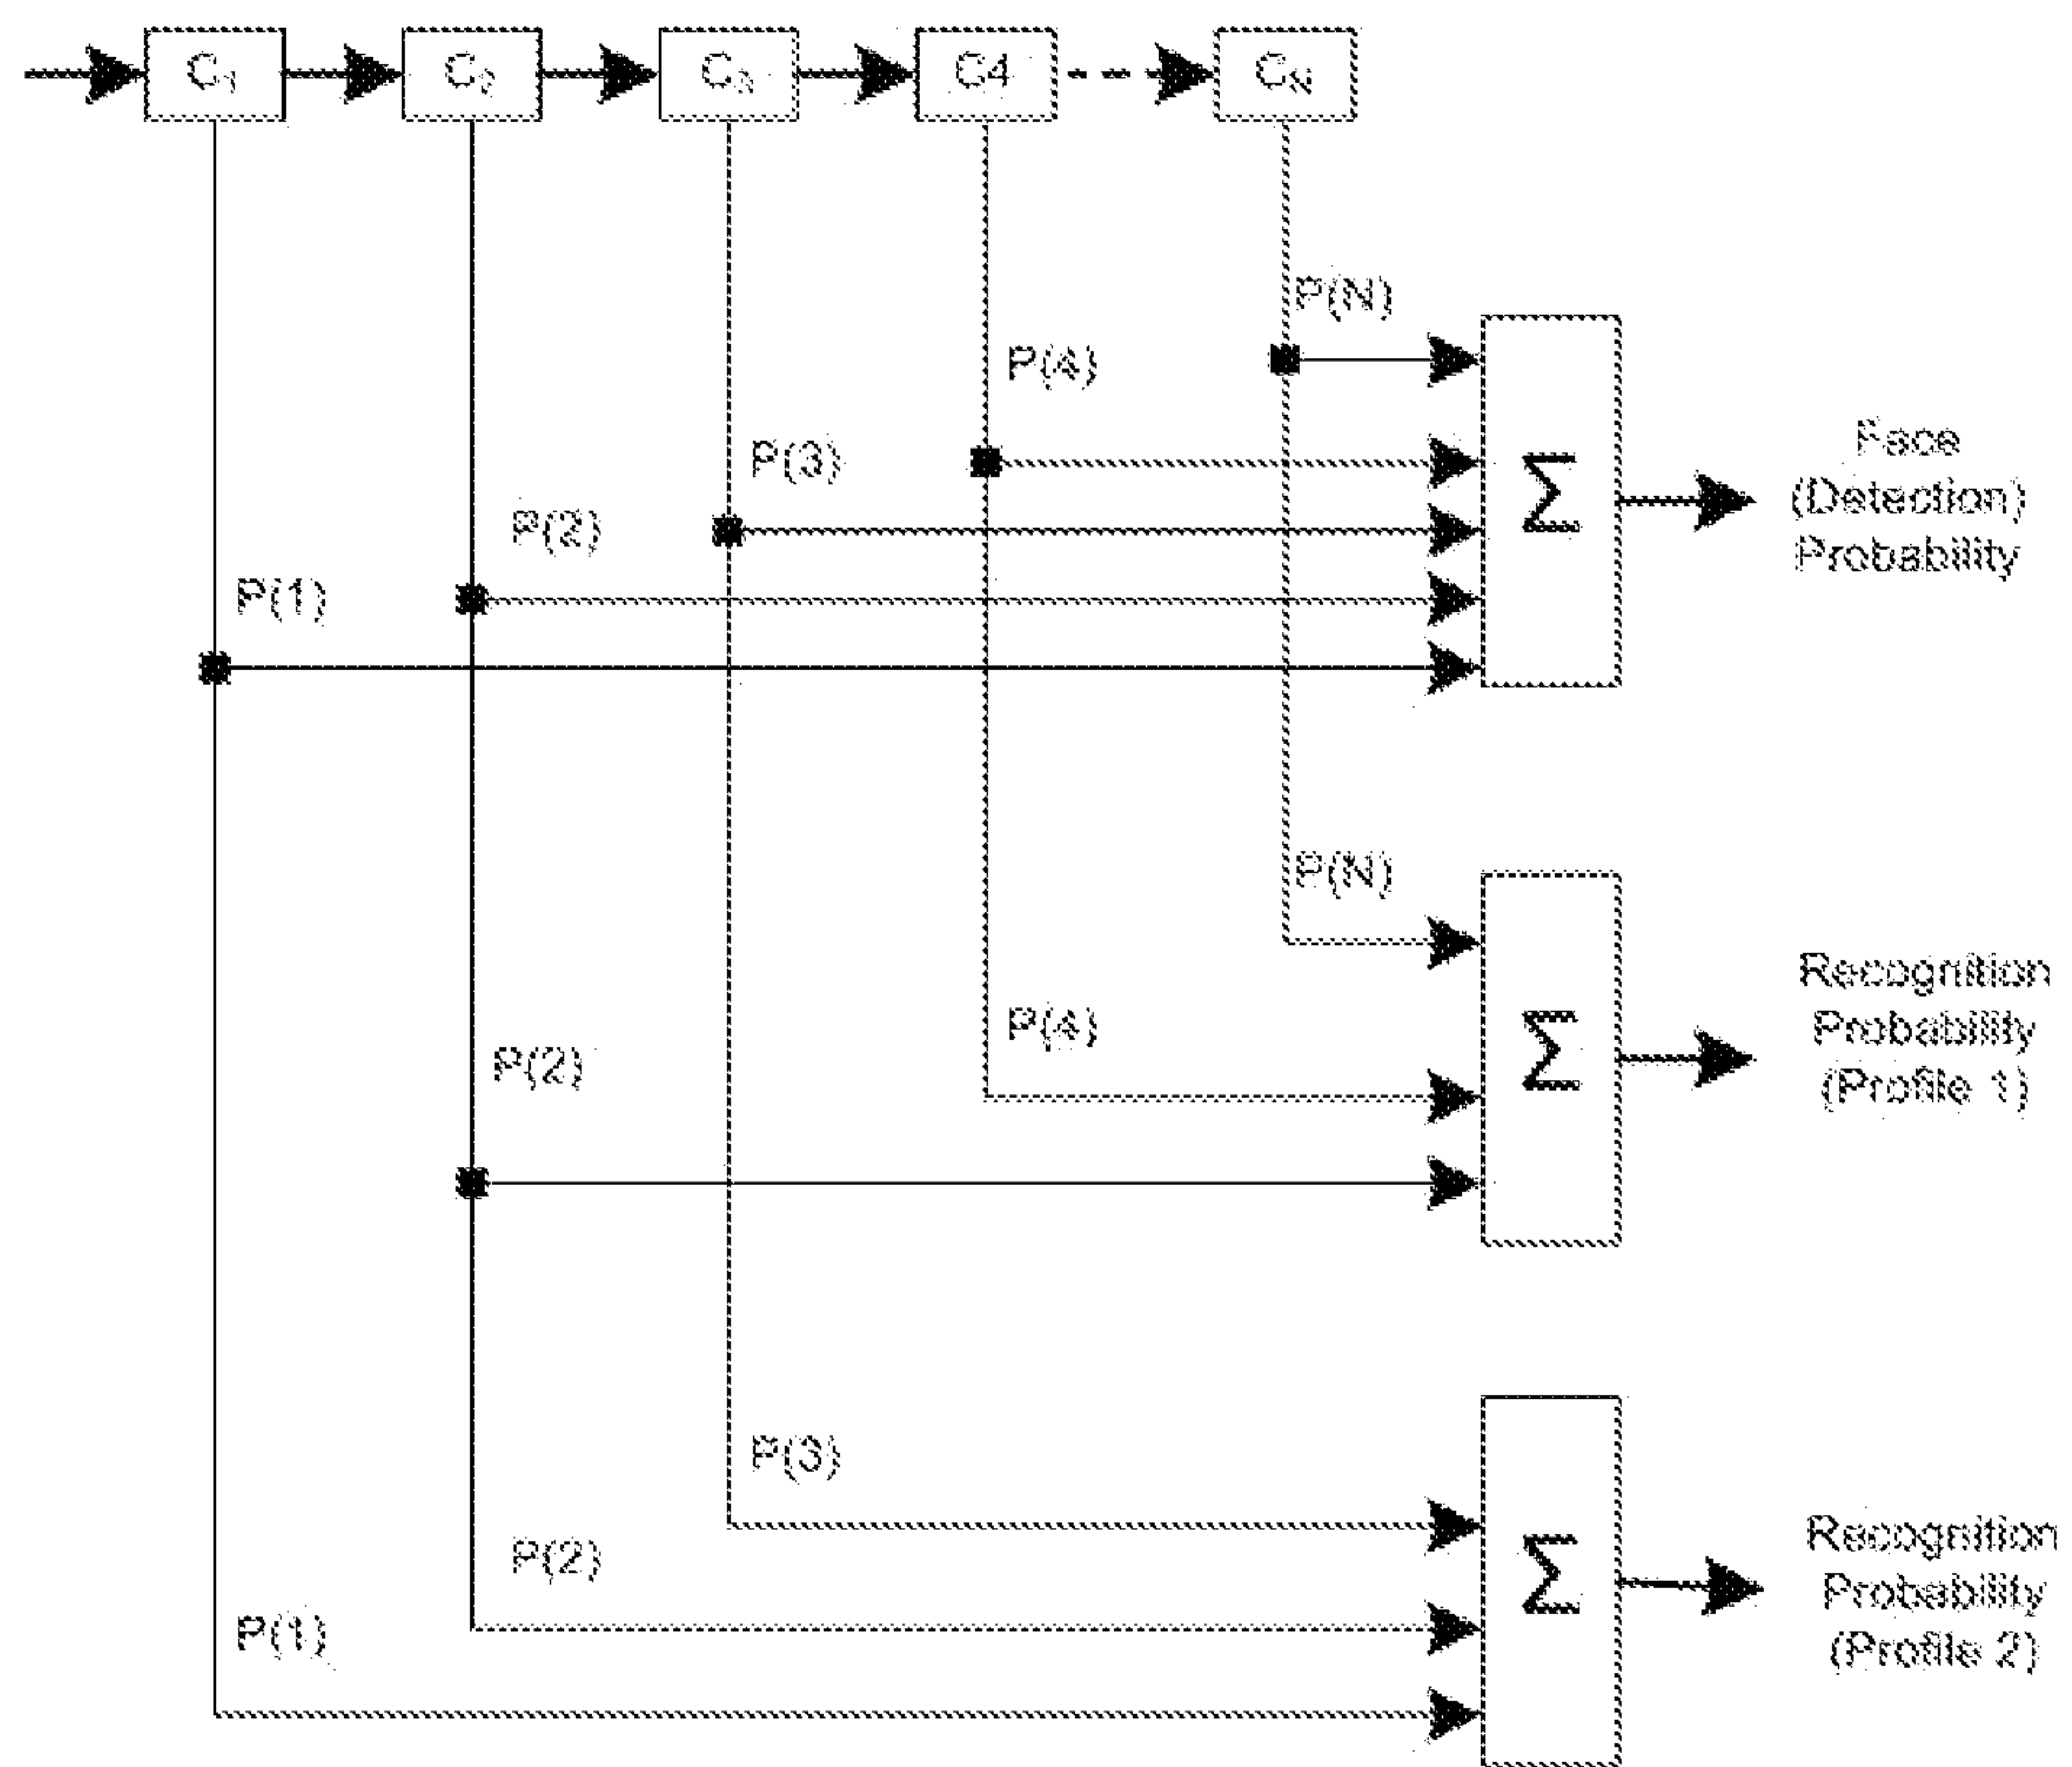 C₁ C₂ C₃ C4 C_N
P(N)
P(4)
P(3)
P(2)
P(1)
Σ
Face
(Detection)
Probability
P(N)
P(4)
P(2)
Σ
Recognition
Probability
(Profile 1)
P(3)
P(2)
P(1)
Σ
Recognition
Probability
(Profile 2)